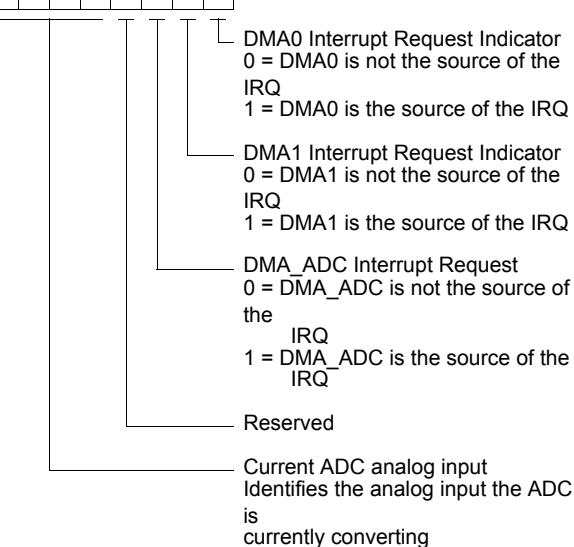 DMA0 Interrupt Request Indicator
0 = DMA0 is not the source of the
IRQ
1 = DMA0 is the source of the IRQ
DMA1 Interrupt Request Indicator
0 = DMA1 is not the source of the
IRQ
1 = DMA1 is the source of the IRQ
DMA_ADC Interrupt Request
0 = DMA_ADC is not the source of
the
IRQ
1 = DMA_ADC is the source of the
IRQ
Reserved
Current ADC analog input
Identifies the analog input the ADC
is
currently converting